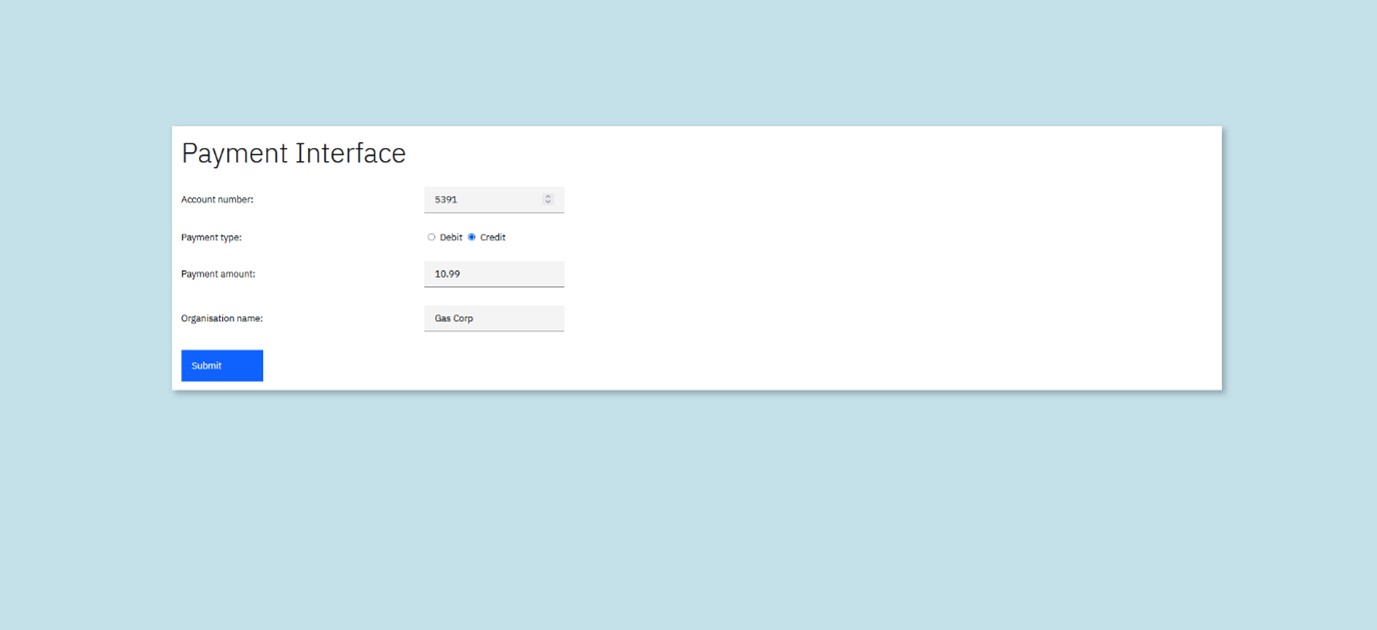 Payment Interface
Account number: 5391
Payment type: Debit Credit
Payment amount: 10.99
Organisation name: Gas Corp
Submit